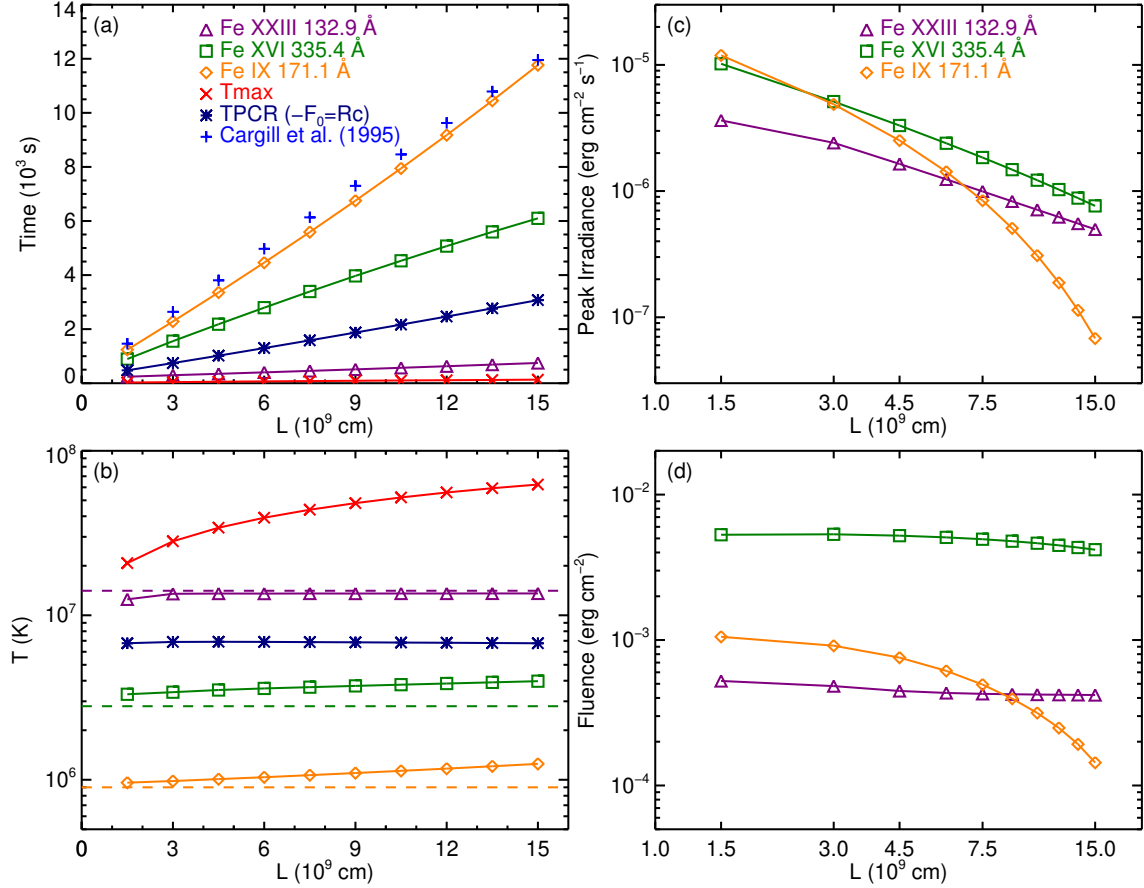 (a)
Fe XXIII 132.9 Å
Fe XVI 335.4 Å
Fe IX 171.1 Å
Tmax
TPCR (−F₀=Rc)
Cargill et al. (1995)
Time (10³ s)
14
12
10
8
6
4
2
0
0 3 6 9 12 15
L (10⁹ cm)
(c)
Fe XXIII 132.9 Å
Fe XVI 335.4 Å
Fe IX 171.1 Å
Peak Irradiance (erg cm⁻² s⁻¹)
10⁻⁵
10⁻⁶
10⁻⁷
1.0 1.5 3.0 4.5 7.5 15.0
L (10⁹ cm)
(b)
T (K)
10⁸
10⁷
10⁶
0 3 6 9 12 15
L (10⁹ cm)
(d)
Fluence (erg cm⁻²)
10⁻²
10⁻³
10⁻⁴
1.0 1.5 3.0 4.5 7.5 15.0
L (10⁹ cm)